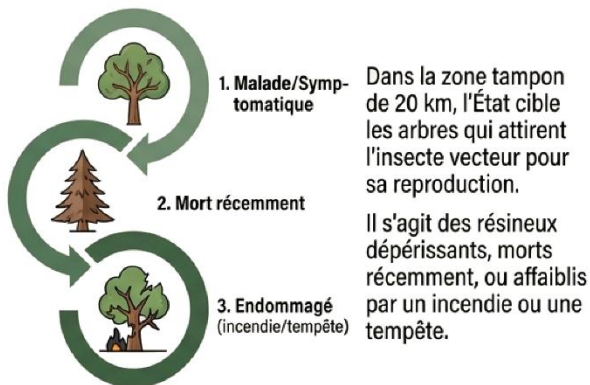 1. Malade/Symp-
tomatique
2. Mort récemment
3. Endommagé
(incendie/tempête)
Dans la zone tampon
de 20 km, l'État cible
les arbres qui attirent
l'insecte vecteur pour
sa reproduction.
Il s'agit des résineux
dépérissants, morts
récemment, ou affaiblis
par un incendie ou une
tempête.